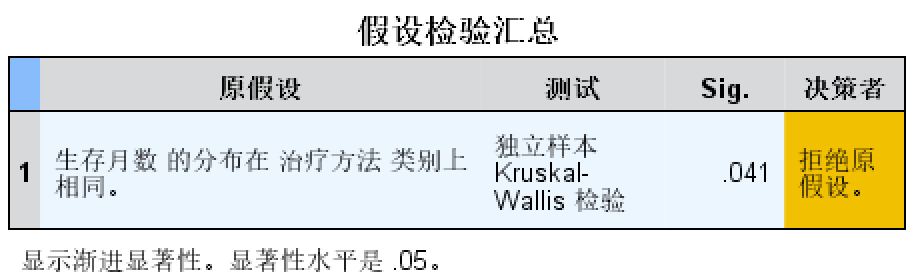 假设检验汇总
原假设 测试 Sig. 决策者
1 生存月数 的分布在 治疗方法 类别上
相同。
独立样本
Kruskal-
Wallis 检验
.041
拒绝原
假设。
显示渐进显著性。显著性水平是 .05。